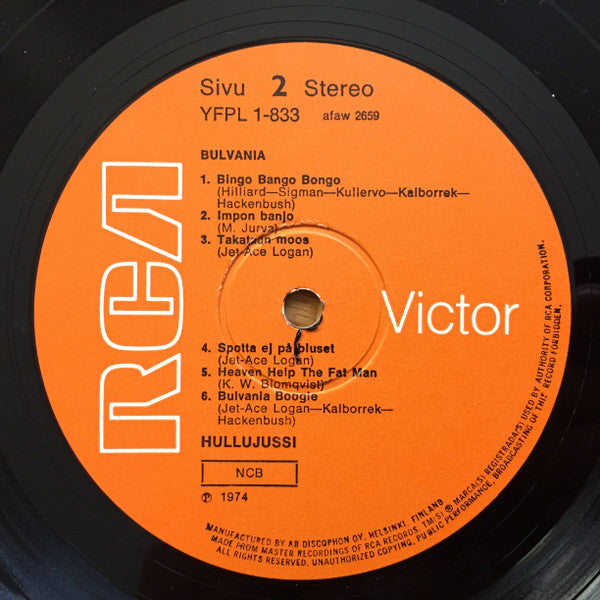 RCA
Victor
Sivu 2 Stereo
YFPL 1-833 afaw 2659
BULVANIA
1. Bingo Bango Bongo
(Hilliard—Sigman—Kullervo—Kalborrek—
Hackenbush)
2. Impon banjo
(M. Jurva)
3. Takataan moos
(Jet-Ace Logan)
4. Spotta ej på pluset
(Jet-Ace Logan)
5. Heaven Help The Fat Man
(K. W. Blomqvist)
6. Bulvania Boogie
(Jet-Ace Logan—Kalborrek—
Hackenbush)
HULLUJUSSI
NCB
Ⓟ 1974
MANUFACTURED BY AB DISCOPHON OY. HELSINKI. FINLAND
MADE FROM MASTER RECORDINGS OF RCA RECORDS. TM(S) ® MARCA(S) REGISTRADA(S) USED BY AUTHORITY OF RCA CORPORATION.
ALL RIGHTS RESERVED. UNAUTHORIZED COPYING, PUBLIC PERFORMANCE, BROADCASTING OF THIS RECORD FORBIDDEN.